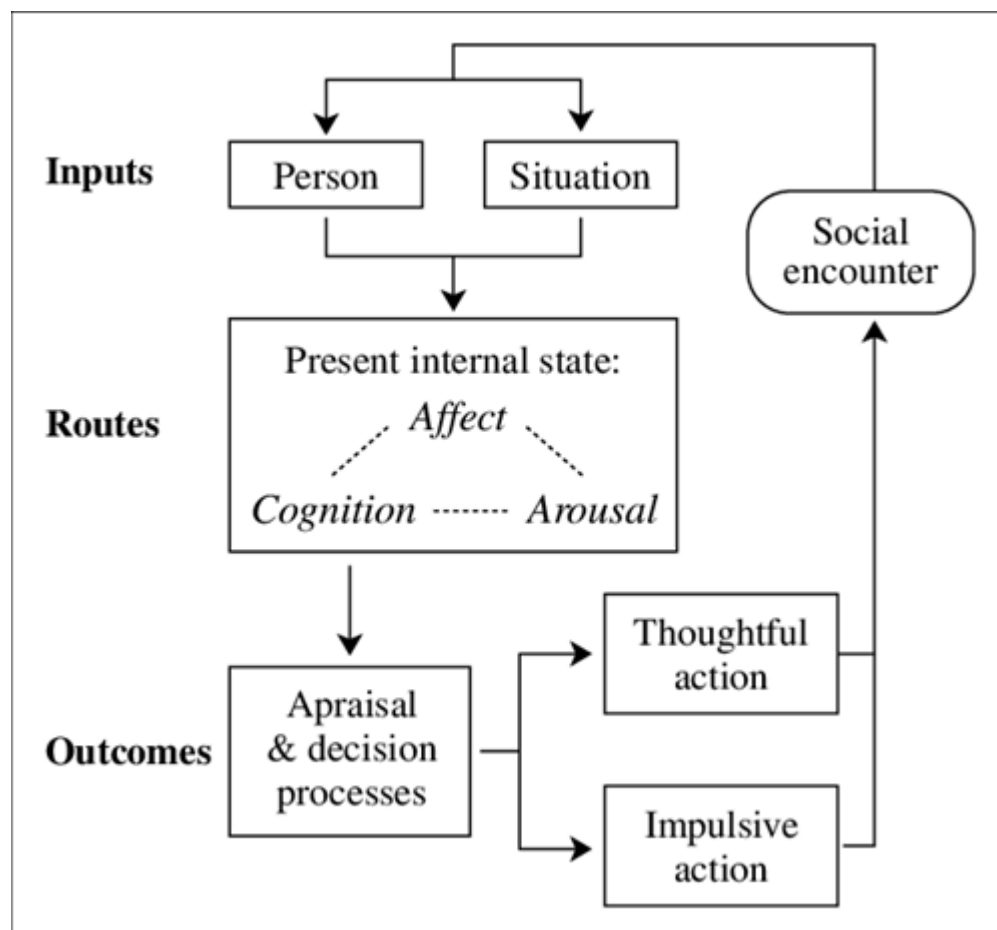 Inputs
Person
Situation
Social
encounter
Routes
Present internal state:
Affect
Cognition
Arousal
Outcomes
Apraisal
& decision
processes
Thoughtful
action
Impulsive
action